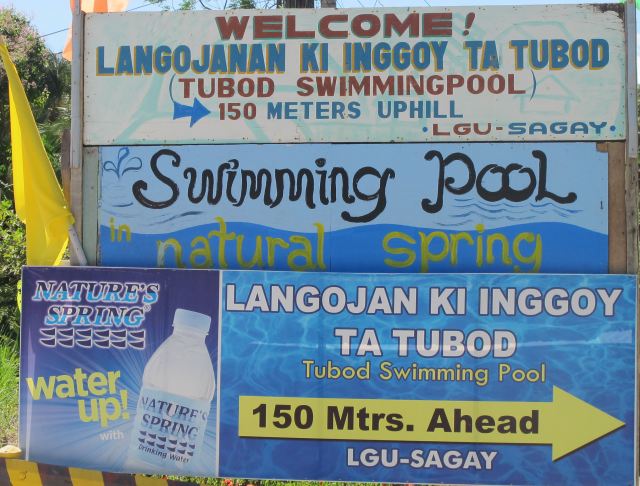 WELCOME!
LANGOJANAN KI INGGOY TA TUBOD
(TUBOD SWIMMINGPOOL)
150 METERS UPHILL
·LGU-SAGAY·
Swimming Pool
in natural spring
NATURE'S
SPRING®
water
up!
with
NATURE'S
SPRING
Drinking Water
LANGOJAN KI INGGOY
TA TUBOD
Tubod Swimming Pool
150 Mtrs. Ahead
LGU-SAGAY